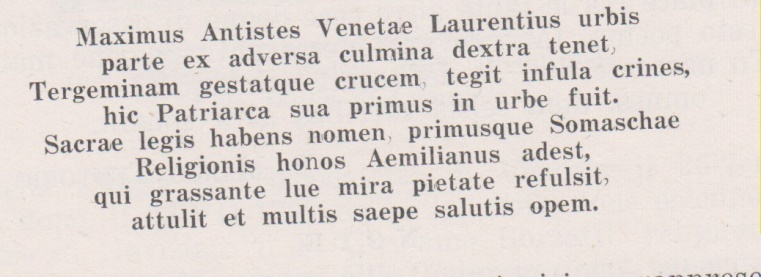 Maximus Antistes Venetae Laurentius urbis
parte ex adversa culmina dextra tenet,
Tergeminam gestatque crucem, tegit infula crines,
hic Patriarca sua primus in urbe fuit.
Sacrae legis habens nomen, primusque Somaschae
Religionis honos Aemilianus adest,
qui grassante lue mira pietate refulsit,
attulit et multis saepe salutis opem.